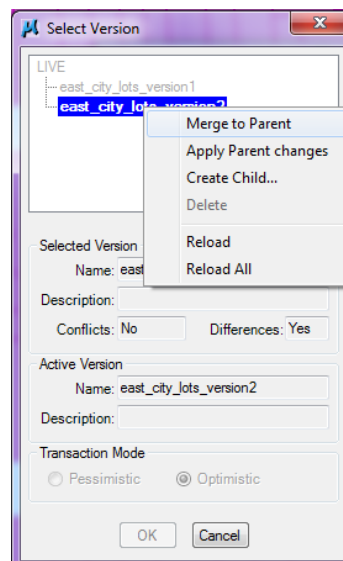 Select Version
LIVE
east_city_lots_version1
east_city_lots_version2
Merge to Parent
Apply Parent changes
Create Child...
Delete
Reload
Reload All
Selected Version
Name: east
Description:
Conflicts: No Differences: Yes
Active Version
Name: east_city_lots_version2
Description:
Transaction Mode
Pessimistic Optimistic
OK Cancel